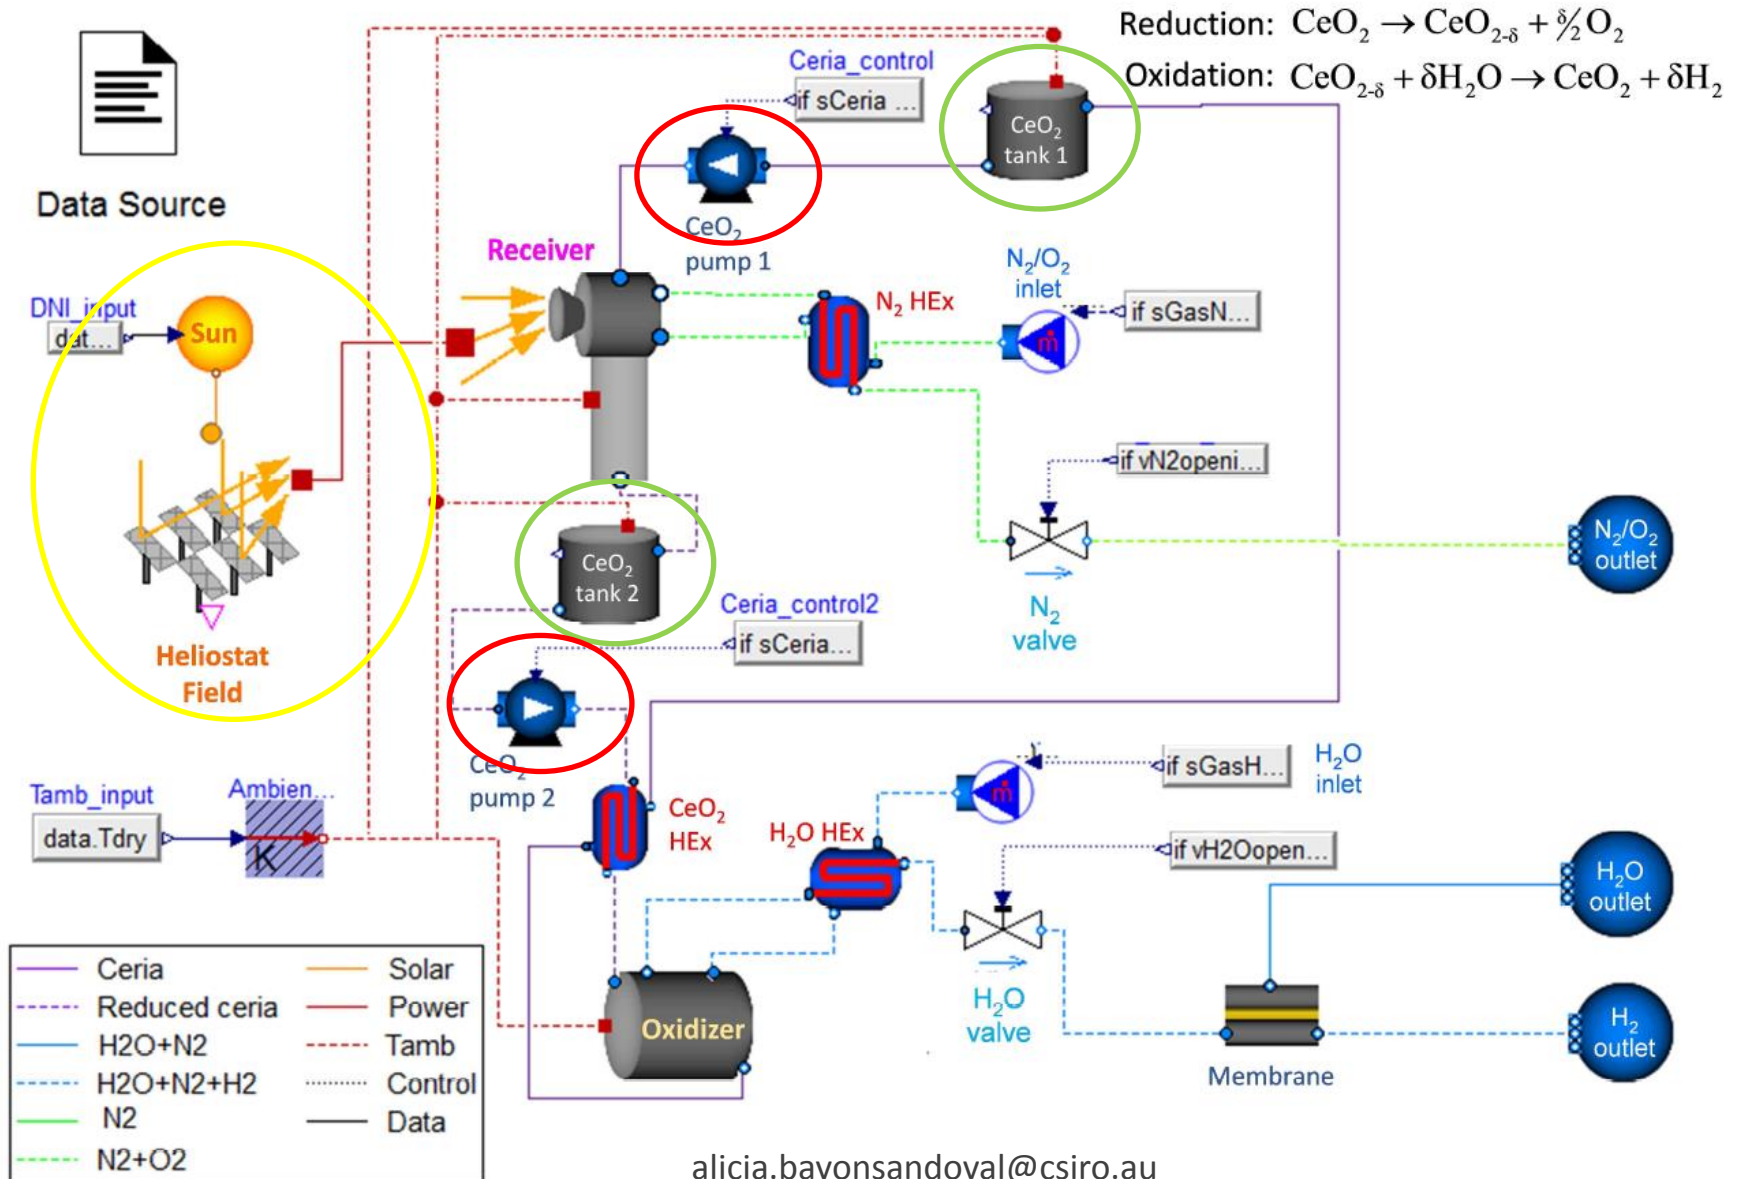 Reduction: CeO₂ → CeO₂₋δ + δ/2 O₂
Oxidation: CeO₂₋δ + δH₂O → CeO₂ + δH₂
Data Source
Ceria_control
if sCeria ...
CeO₂
tank 1
CeO₂
pump 1
Receiver
DNI_input
dat...
Sun
N₂ HEx
N₂/O₂
inlet
if sGasN...
if vN2openi...
N₂
valve
N₂/O₂
outlet
Heliostat
Field
CeO₂
tank 2
Ceria_control2
if sCeria...
CeO₂
pump 2
CeO₂
HEx
Tamb_input
data.Tdry
Ambien...
K
H₂O HEx
ṁ
ṁ
if sGasH...
H₂O
inlet
if vH2Oopen...
H₂O
valve
H₂O
outlet
Oxidizer
Membrane
H₂
outlet
Ceria
Reduced ceria
H2O+N2
H2O+N2+H2
N2
N2+O2
Solar
Power
Tamb
Control
Data
alicia.bayonsandoval@csiro.au